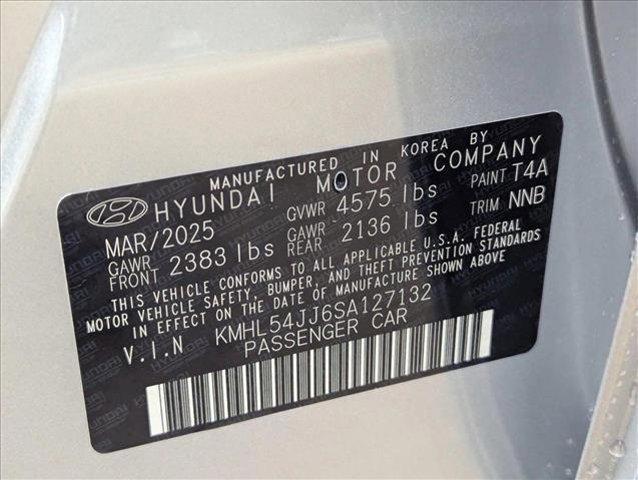 MANUFACTURED IN KOREA BY
HYUNDAI MOTOR COMPANY
MAR/2025 GVWR 4575 lbs PAINT T4A
GAWR FRONT 2383 lbs GAWR REAR 2136 lbs TRIM NNB
THIS VEHICLE CONFORMS TO ALL APPLICABLE U.S.A. FEDERAL
MOTOR VEHICLE SAFETY, BUMPER, AND THEFT PREVENTION STANDARDS
IN EFFECT ON THE DATE OF MANUFACTURE SHOWN ABOVE
V.I.N KMHL54JJ6SA127132
PASSENGER CAR